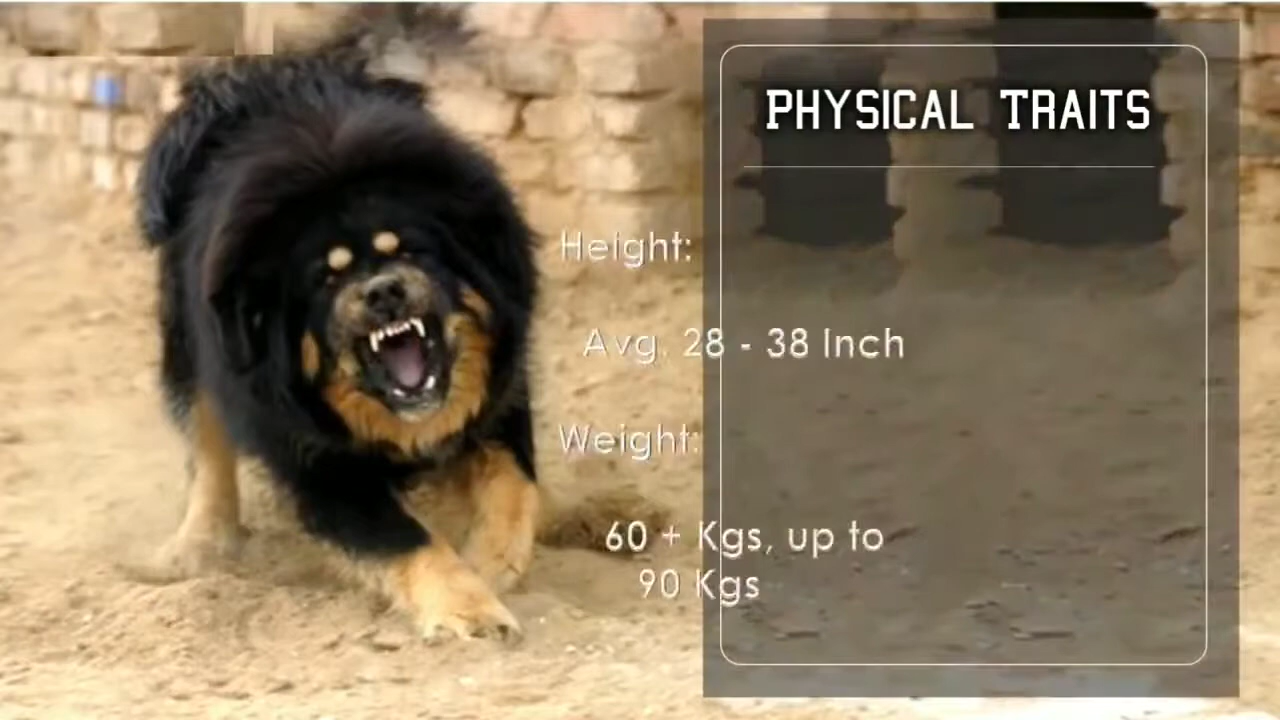 PHYSICAL TRAITS
Height:
Avg. 28 - 38 Inch
Weight:
60 + Kgs, up to
90 Kgs